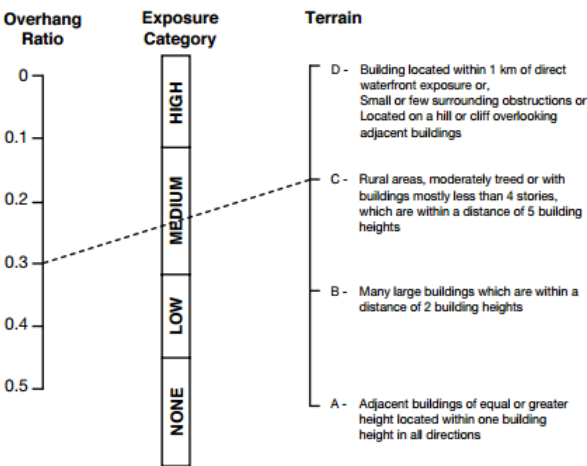 Overhang
Ratio
Exposure
Category
Terrain
0
0.1
0.2
0.3
0.4
0.5
HIGH
MEDIUM
LOW
NONE
D - Building located within 1 km of direct
waterfront exposure or,
Small or few surrounding obstructions or
Located on a hill or cliff overlooking
adjacent buildings
C - Rural areas, moderately treed or with
buildings mostly less than 4 stories,
which are within a distance of 5 building
heights
B - Many large buildings which are within a
distance of 2 building heights
A - Adjacent buildings of equal or greater
height located within one building
height in all directions